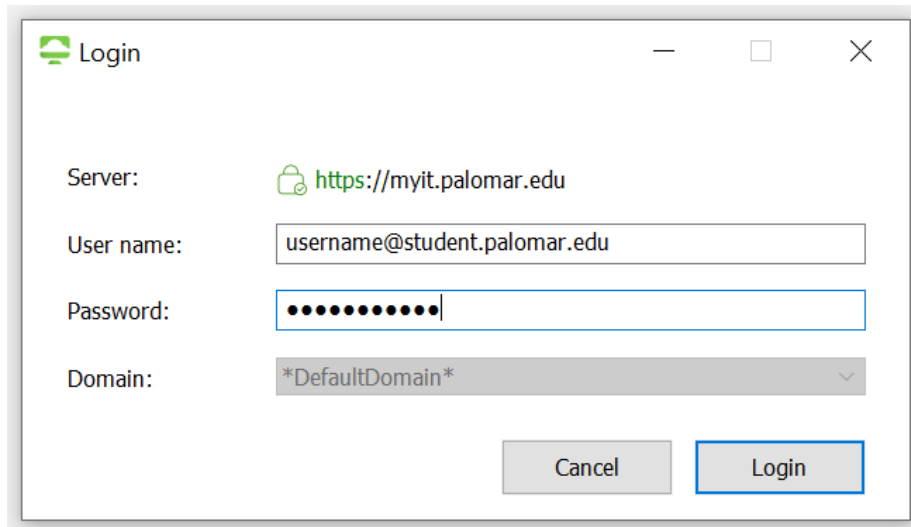 Login
Server: https://myit.palomar.edu
User name: username@student.palomar.edu
Password: ●●●●●●●●●●●
Domain: *DefaultDomain*
Cancel Login